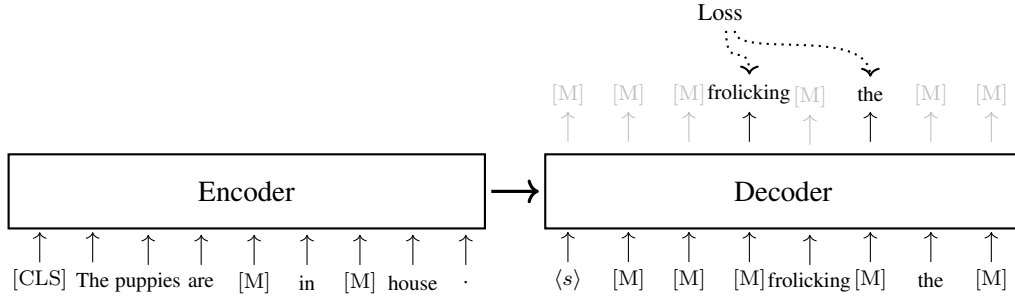 Loss
[M] [M] [M] frolicking [M] the [M] [M]
Encoder Decoder
[CLS] The puppies are [M] in [M] house . ⟨s⟩ [M] [M] [M] frolicking [M] the [M]